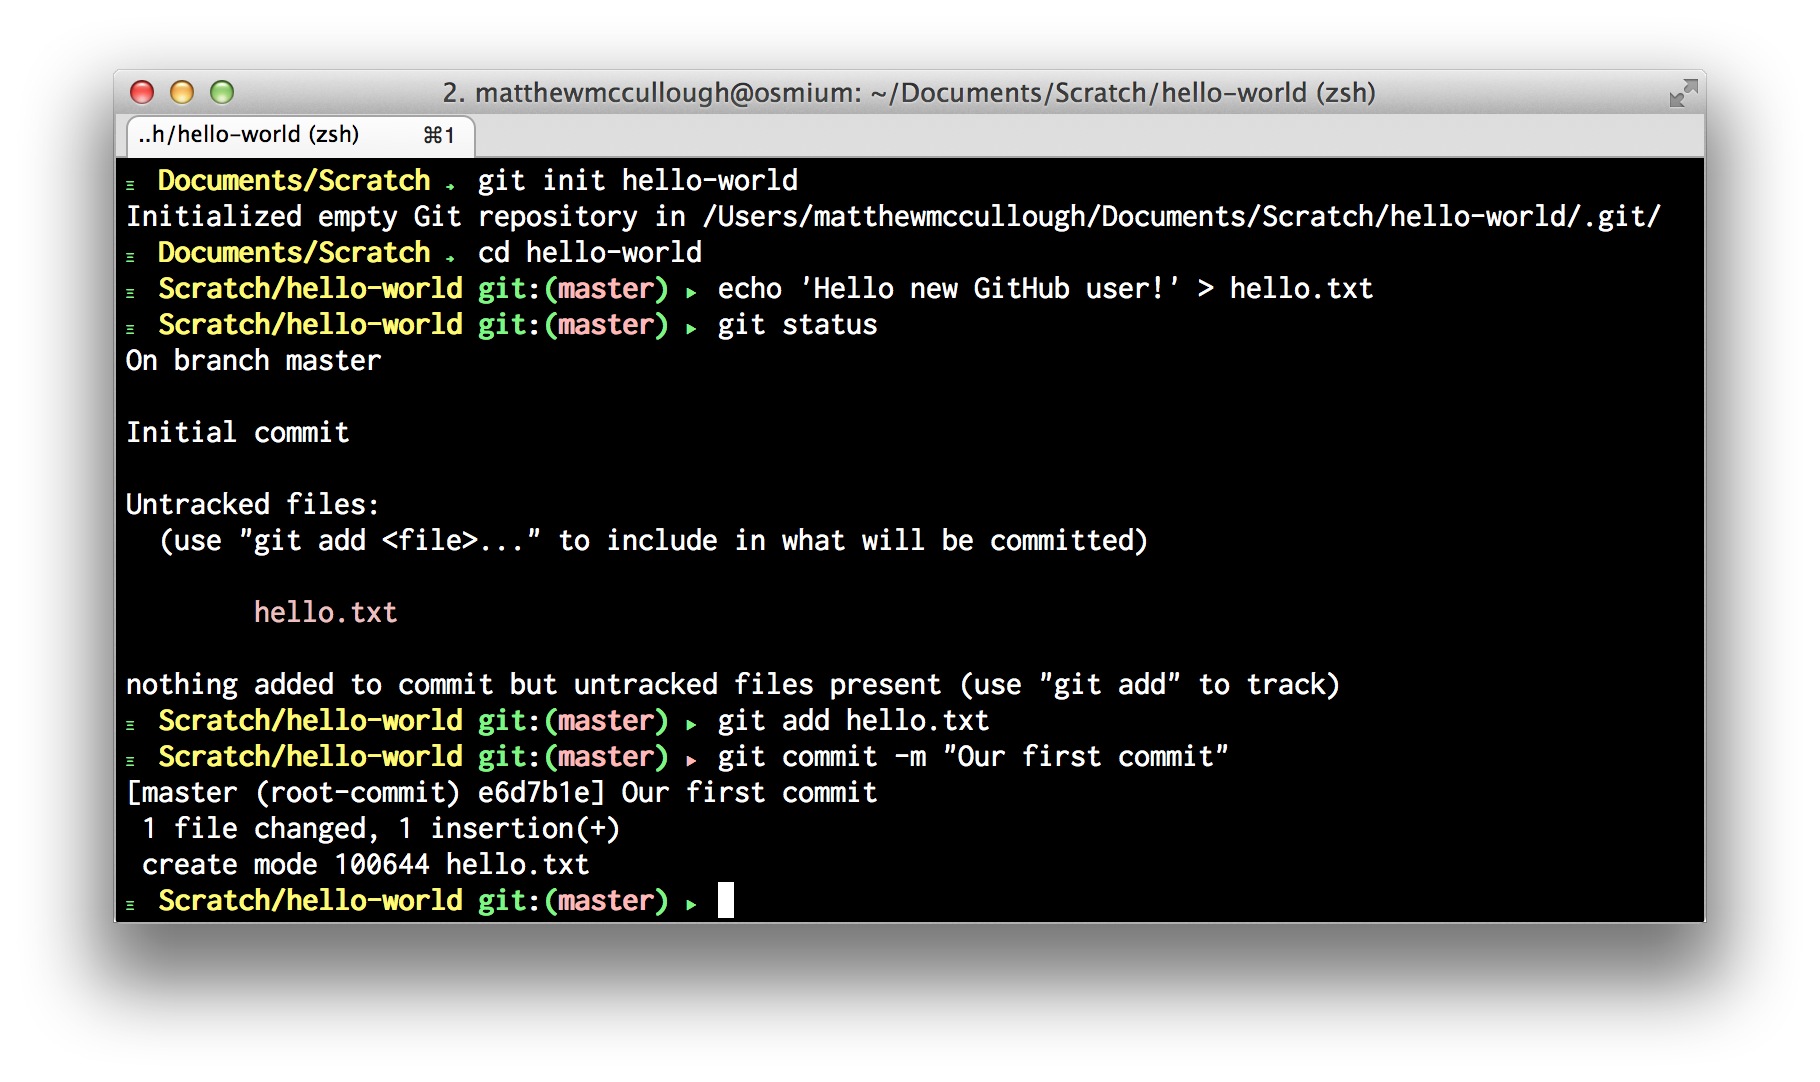 2. matthewmccullough@osmium: ~/Documents/Scratch/hello-world (zsh)
..h/hello-world (zsh) ⌘1
Documents/Scratch git init hello-world
Initialized empty Git repository in /Users/matthewmccullough/Documents/Scratch/hello-world/.git/
Documents/Scratch cd hello-world
Scratch/hello-world git:(master) ▸ echo 'Hello new GitHub user!' > hello.txt
Scratch/hello-world git:(master) ▸ git status
On branch master
Initial commit
Untracked files:
(use "git add <file>..." to include in what will be committed)
hello.txt
nothing added to commit but untracked files present (use "git add" to track)
Scratch/hello-world git:(master) ▸ git add hello.txt
Scratch/hello-world git:(master) ▸ git commit -m "Our first commit"
[master (root-commit) e6d7b1e] Our first commit
1 file changed, 1 insertion(+)
create mode 100644 hello.txt
Scratch/hello-world git:(master) ▸